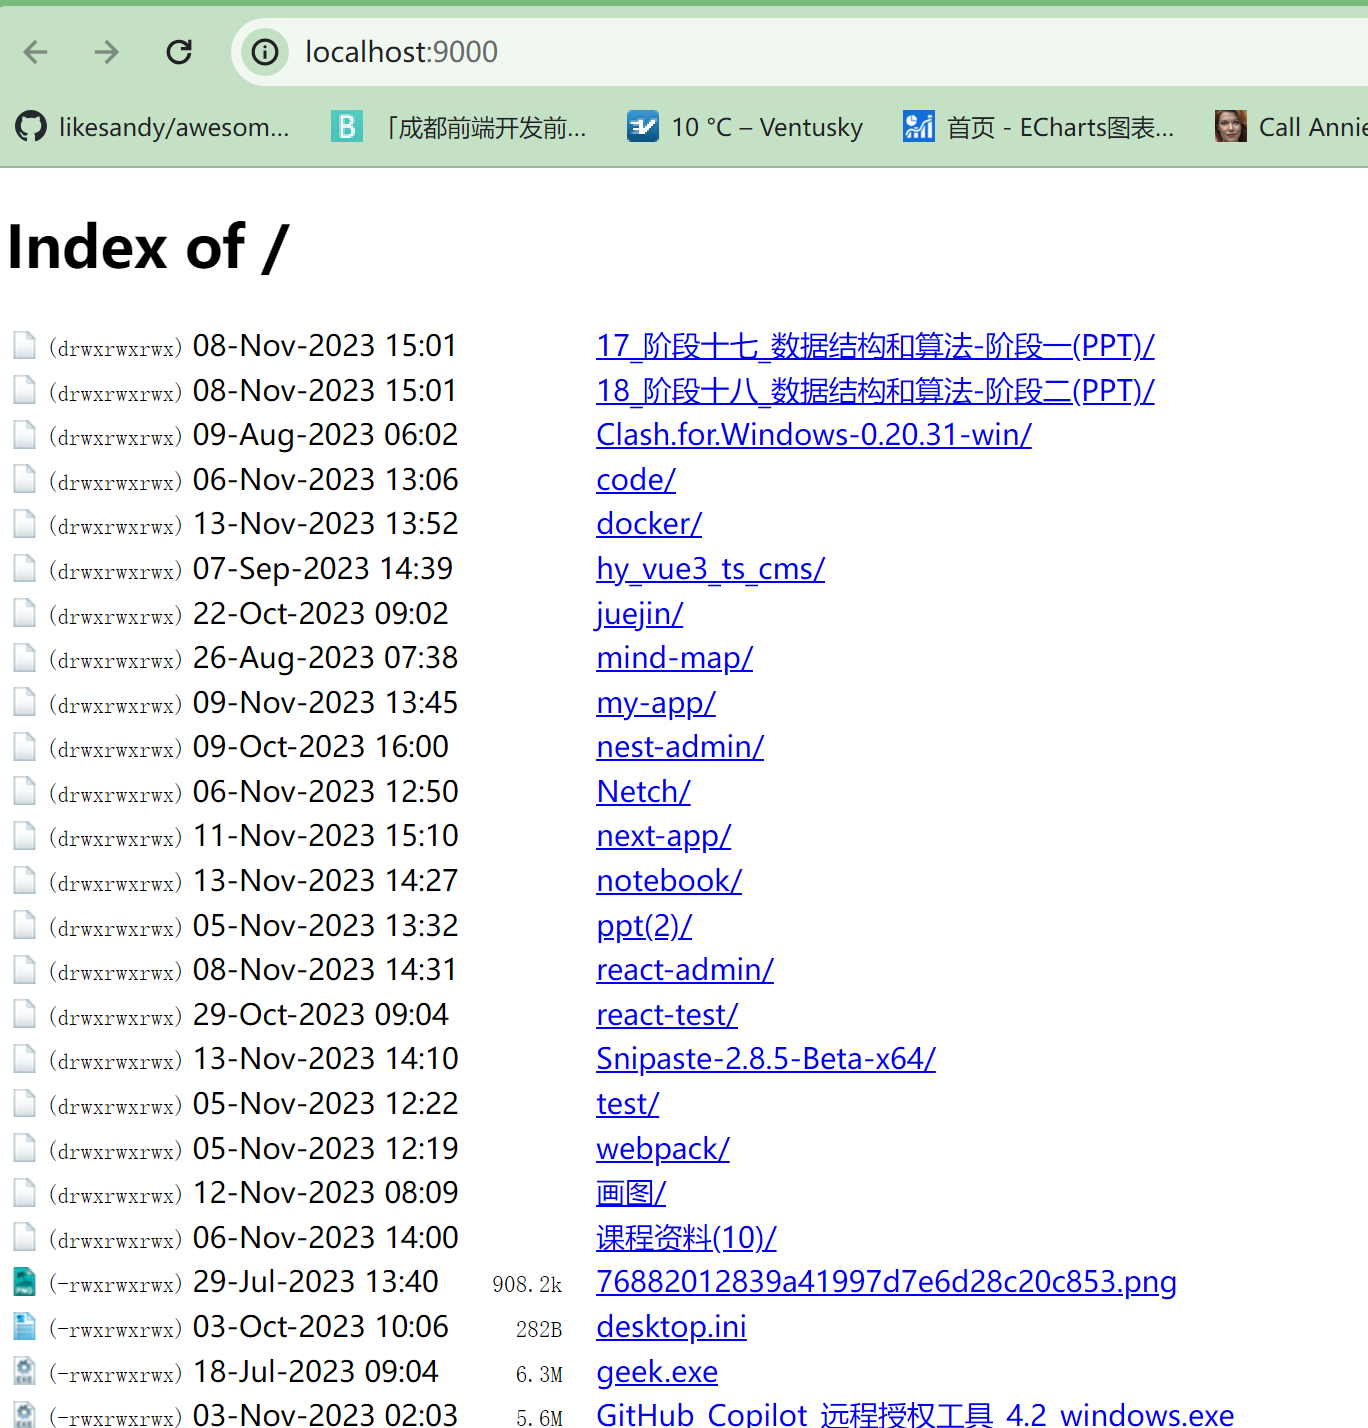 localhost:9000
likesandy/awesom... 「成都前端开发前... 10 °C – Ventusky 首页 - ECharts图表... Call Annie
Index of /
(drwxrwxrwx) 08-Nov-2023 15:01 17_阶段十七_数据结构和算法-阶段一(PPT)/
(drwxrwxrwx) 08-Nov-2023 15:01 18_阶段十八_数据结构和算法-阶段二(PPT)/
(drwxrwxrwx) 09-Aug-2023 06:02 Clash.for.Windows-0.20.31-win/
(drwxrwxrwx) 06-Nov-2023 13:06 code/
(drwxrwxrwx) 13-Nov-2023 13:52 docker/
(drwxrwxrwx) 07-Sep-2023 14:39 hy_vue3_ts_cms/
(drwxrwxrwx) 22-Oct-2023 09:02 juejin/
(drwxrwxrwx) 26-Aug-2023 07:38 mind-map/
(drwxrwxrwx) 09-Nov-2023 13:45 my-app/
(drwxrwxrwx) 09-Oct-2023 16:00 nest-admin/
(drwxrwxrwx) 06-Nov-2023 12:50 Netch/
(drwxrwxrwx) 11-Nov-2023 15:10 next-app/
(drwxrwxrwx) 13-Nov-2023 14:27 notebook/
(drwxrwxrwx) 05-Nov-2023 13:32 ppt(2)/
(drwxrwxrwx) 08-Nov-2023 14:31 react-admin/
(drwxrwxrwx) 29-Oct-2023 09:04 react-test/
(drwxrwxrwx) 13-Nov-2023 14:10 Snipaste-2.8.5-Beta-x64/
(drwxrwxrwx) 05-Nov-2023 12:22 test/
(drwxrwxrwx) 05-Nov-2023 12:19 webpack/
(drwxrwxrwx) 12-Nov-2023 08:09 画图/
(drwxrwxrwx) 06-Nov-2023 14:00 课程资料(10)/
(-rwxrwxrwx) 29-Jul-2023 13:40 908.2k 76882012839a41997d7e6d28c20c853.png
(-rwxrwxrwx) 03-Oct-2023 10:06 282B desktop.ini
(-rwxrwxrwx) 18-Jul-2023 09:04 6.3M geek.exe
(-rwxrwxrwx) 03-Nov-2023 02:03 5.6M GitHub_Copilot_远程授权工具_4.2_windows.exe